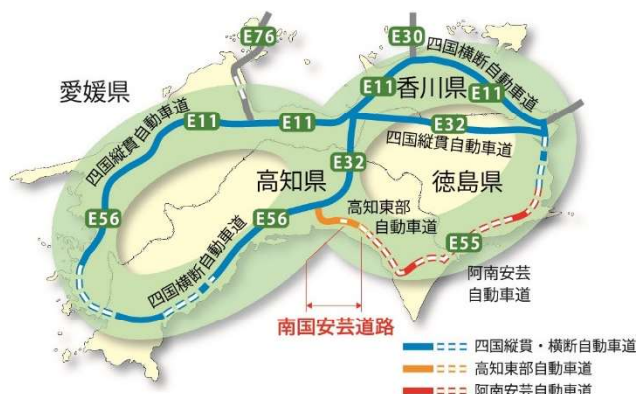 E76
E30
愛媛県
四国横断自動車道
E11
香川県
E11
四国縦貫自動車道
E11
E11
E32
四国縦貫自動車道
E32
高知県
徳島県
高知東部
自動車道
E56
E56
四国横断自動車道
E55
阿南安芸
自動車道
南国安芸道路
四国縦貫・横断自動車道
高知東部自動車道
阿南安芸自動車道